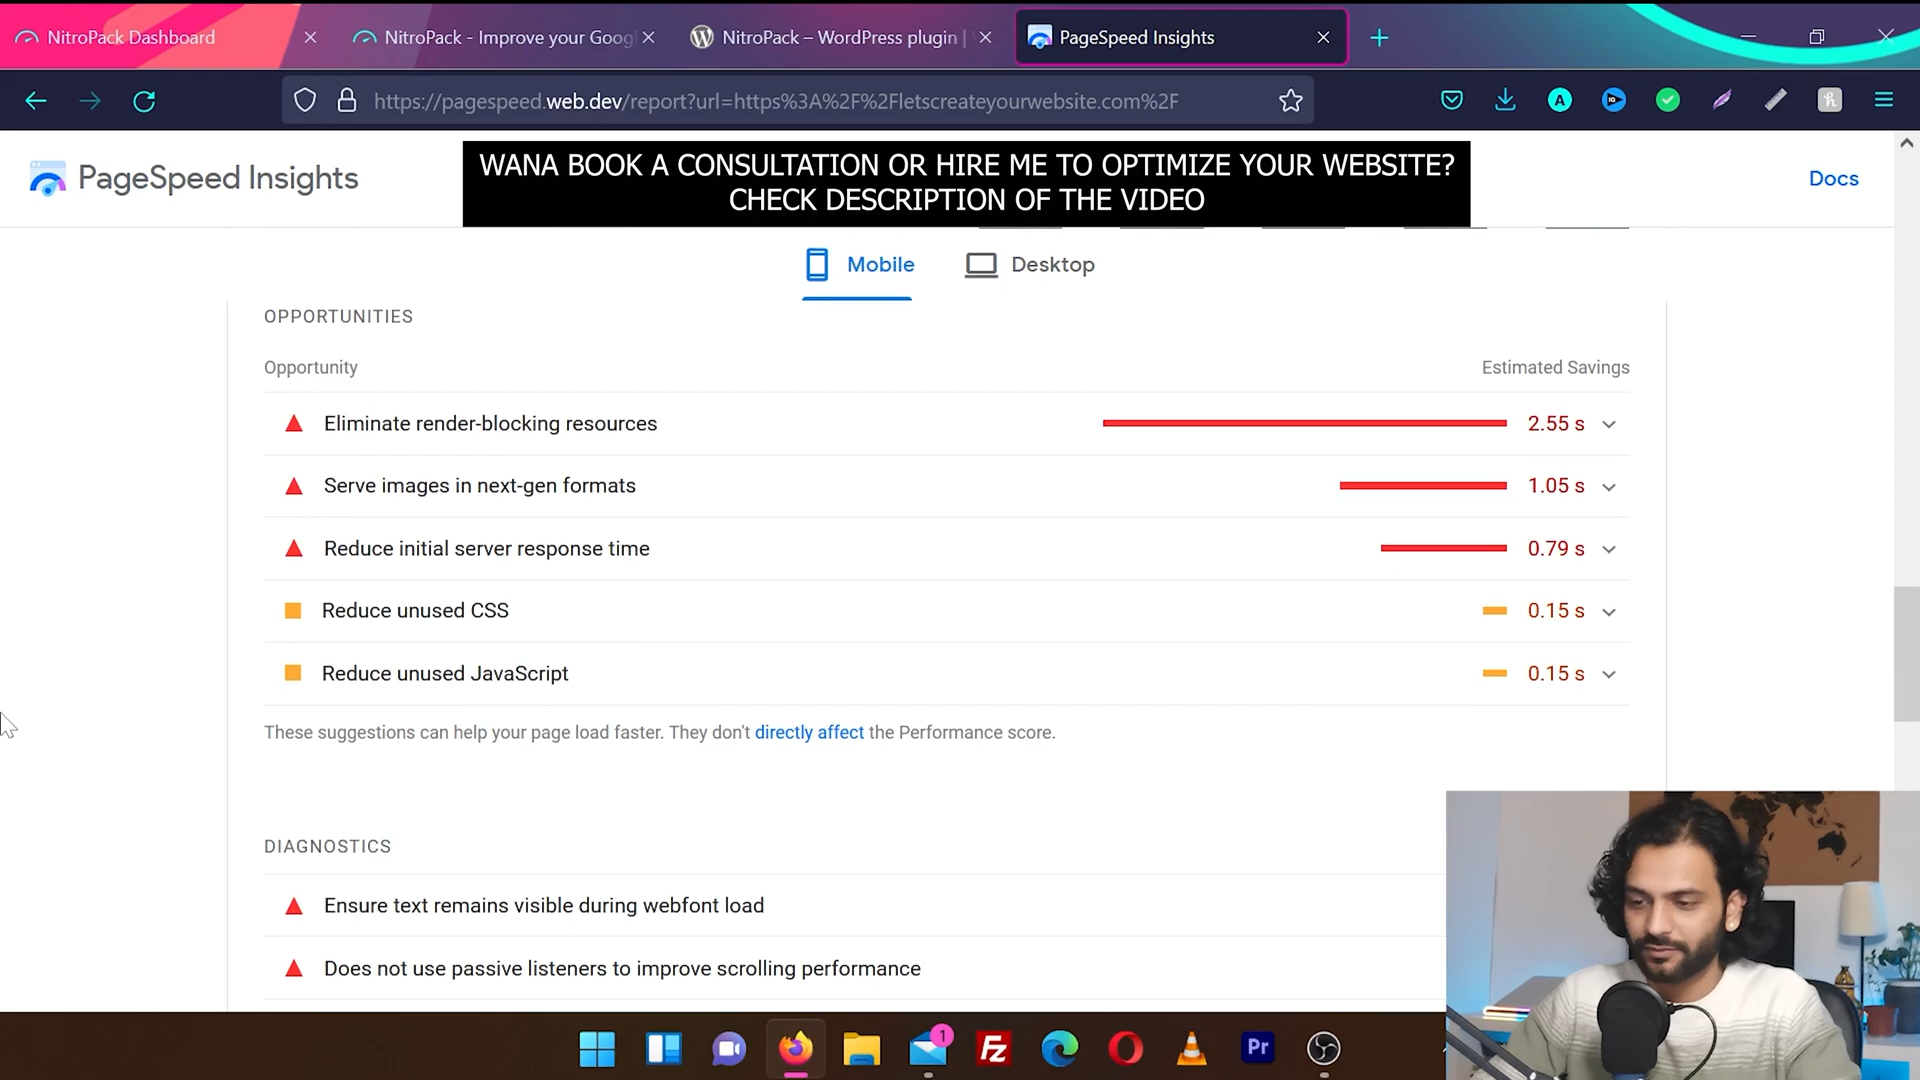 NitroPack Dashboard
NitroPack - Improve your Goog
NitroPack – WordPress plugin |
PageSpeed Insights
https://pagespeed.web.dev/report?url=https%3A%2F%2Fletscreateyourwebsite.com%2F
PageSpeed Insights
WANA BOOK A CONSULTATION OR HIRE ME TO OPTIMIZE YOUR WEBSITE?
CHECK DESCRIPTION OF THE VIDEO
Docs
Mobile
Desktop
OPPORTUNITIES
Opportunity
Estimated Savings
Eliminate render-blocking resources
2.55 s
Serve images in next-gen formats
1.05 s
Reduce initial server response time
0.79 s
Reduce unused CSS
0.15 s
Reduce unused JavaScript
0.15 s
These suggestions can help your page load faster. They don't directly affect the Performance score.
DIAGNOSTICS
Ensure text remains visible during webfont load
Does not use passive listeners to improve scrolling performance
1
Fz
Pr